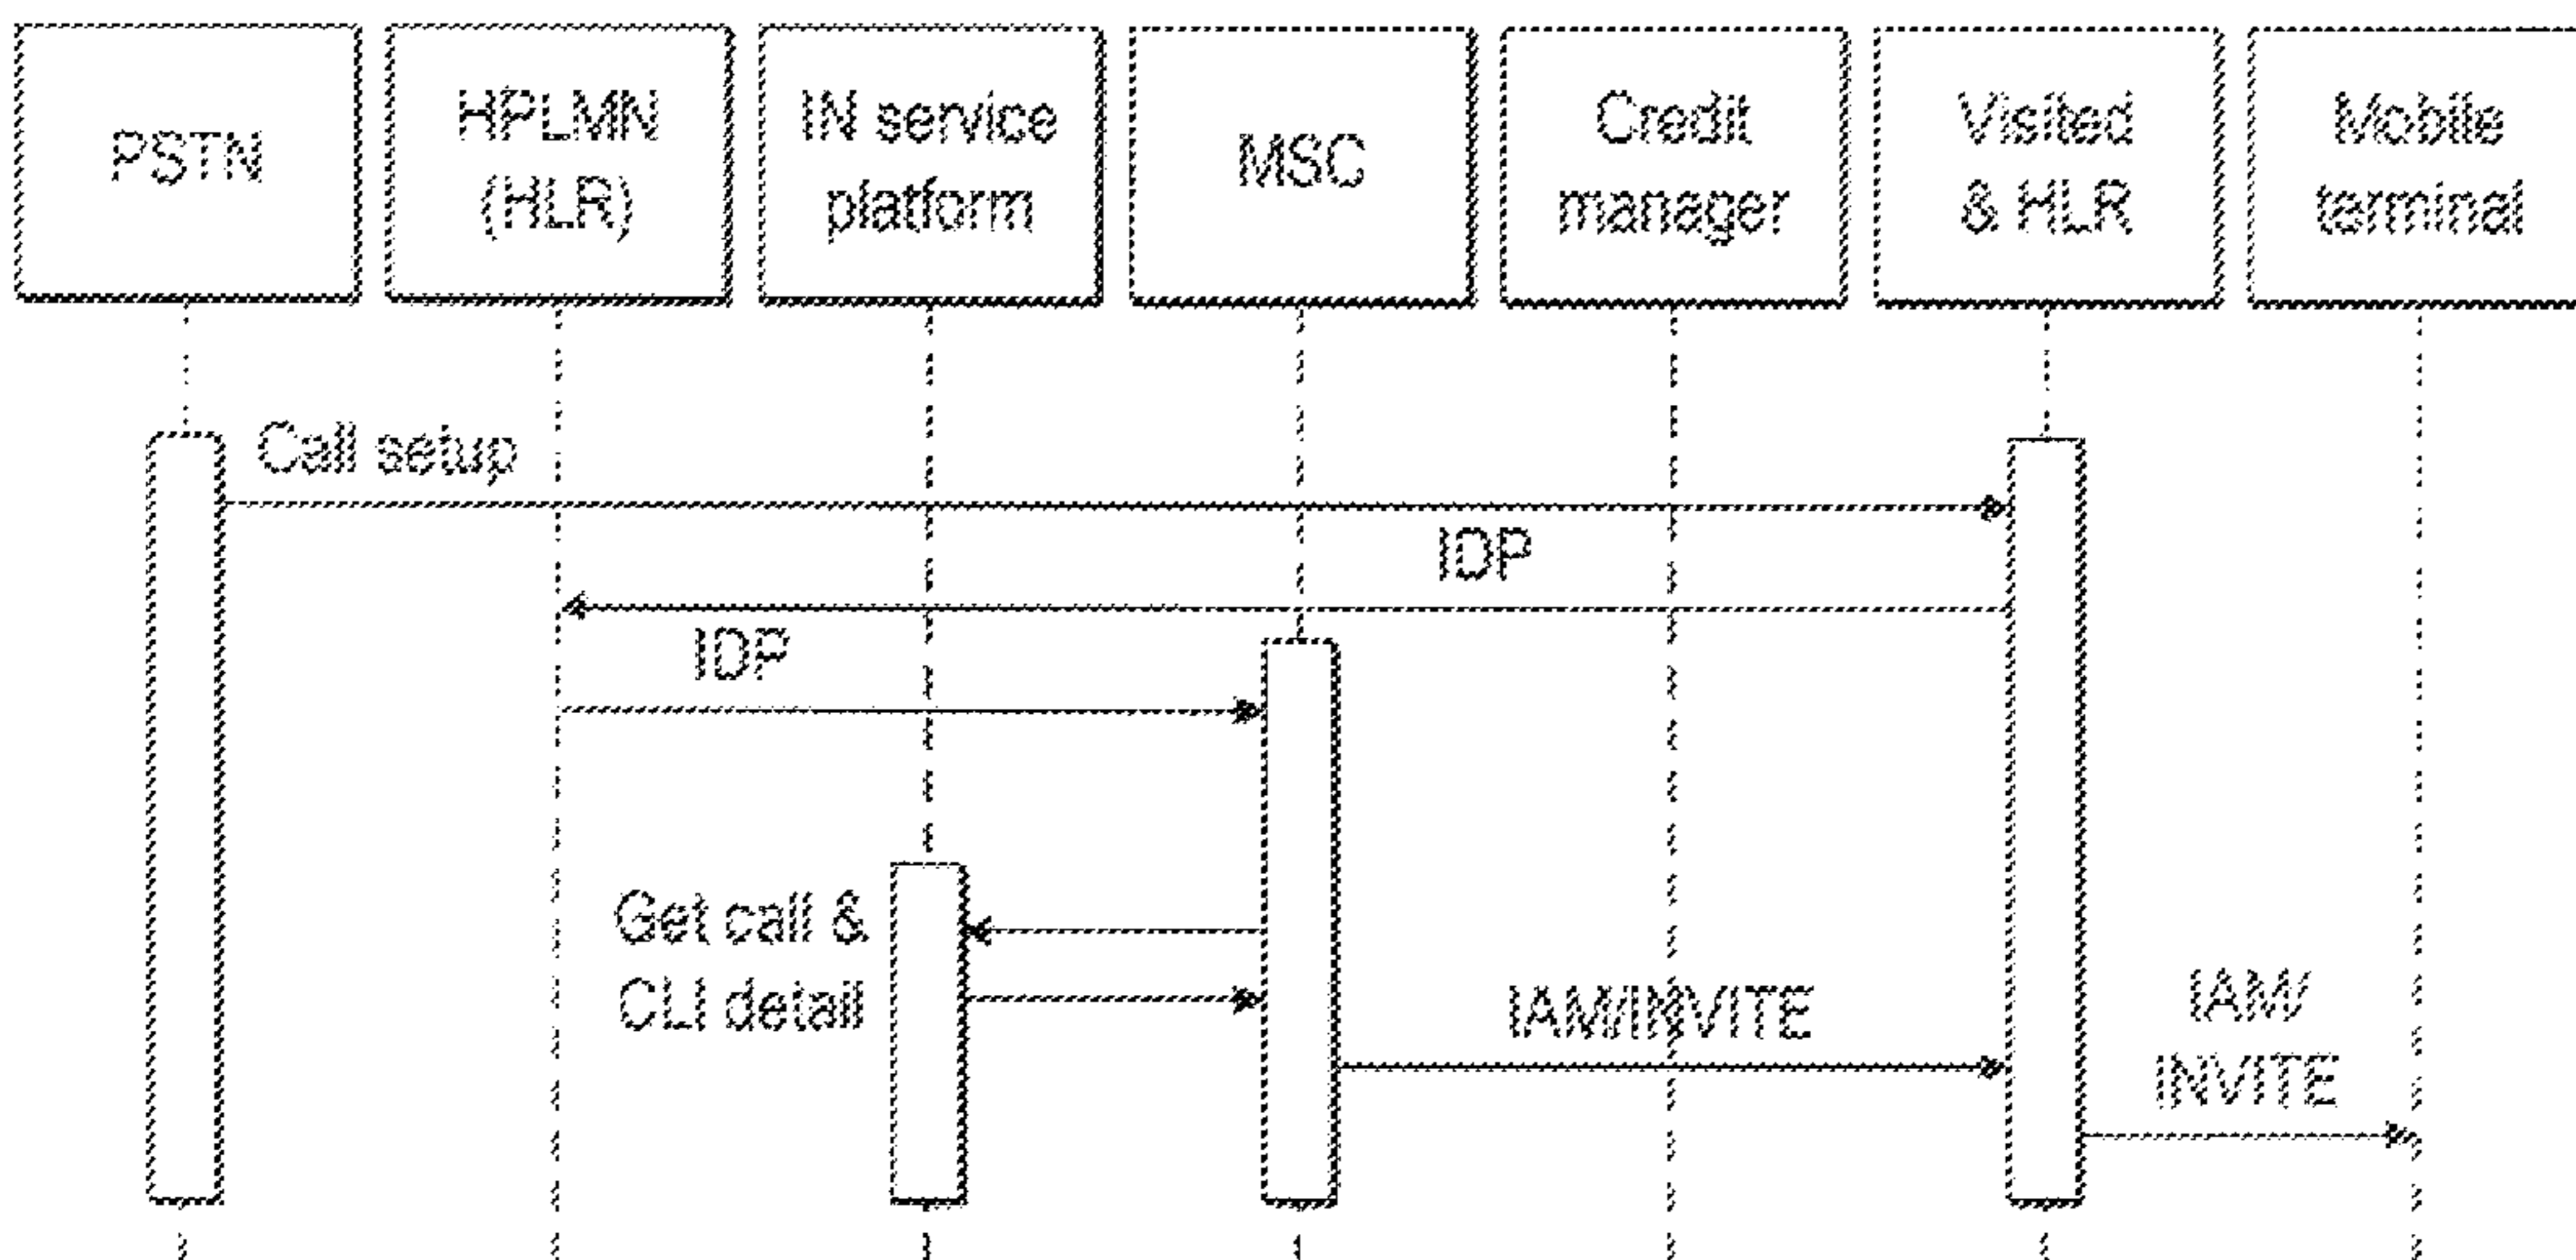 PSTN
HPLMN
(HLR)
IN service
platform
MSC
Credit
manager
Visited
& HLR
Mobile
terminal
Call setup
IDP
IDP
Get call &
CLI detail
IAM/INVITE
IAM/
INVITE